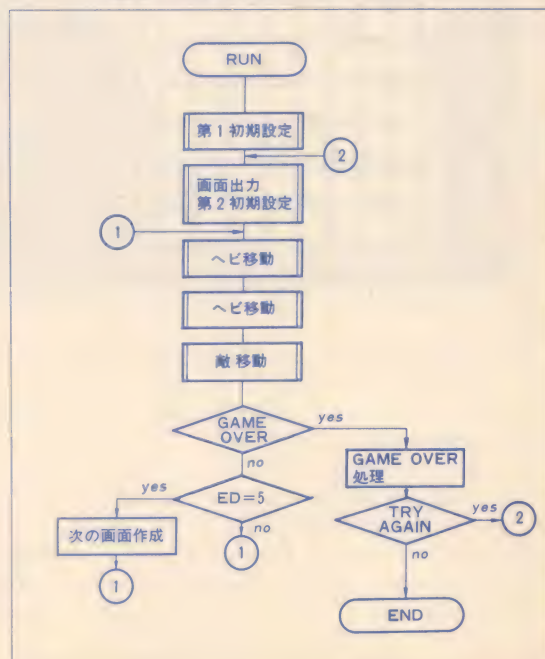 RUN
第1初期設定
2
画面出力
第2初期設定
1
ヘビ移動
ヘビ移動
敵移動
GAME
OVER
yes
no
GAME OVER
処理
ED=5
yes
no
TRY
AGAIN
yes
2
no
次の画面作成
1
1
END